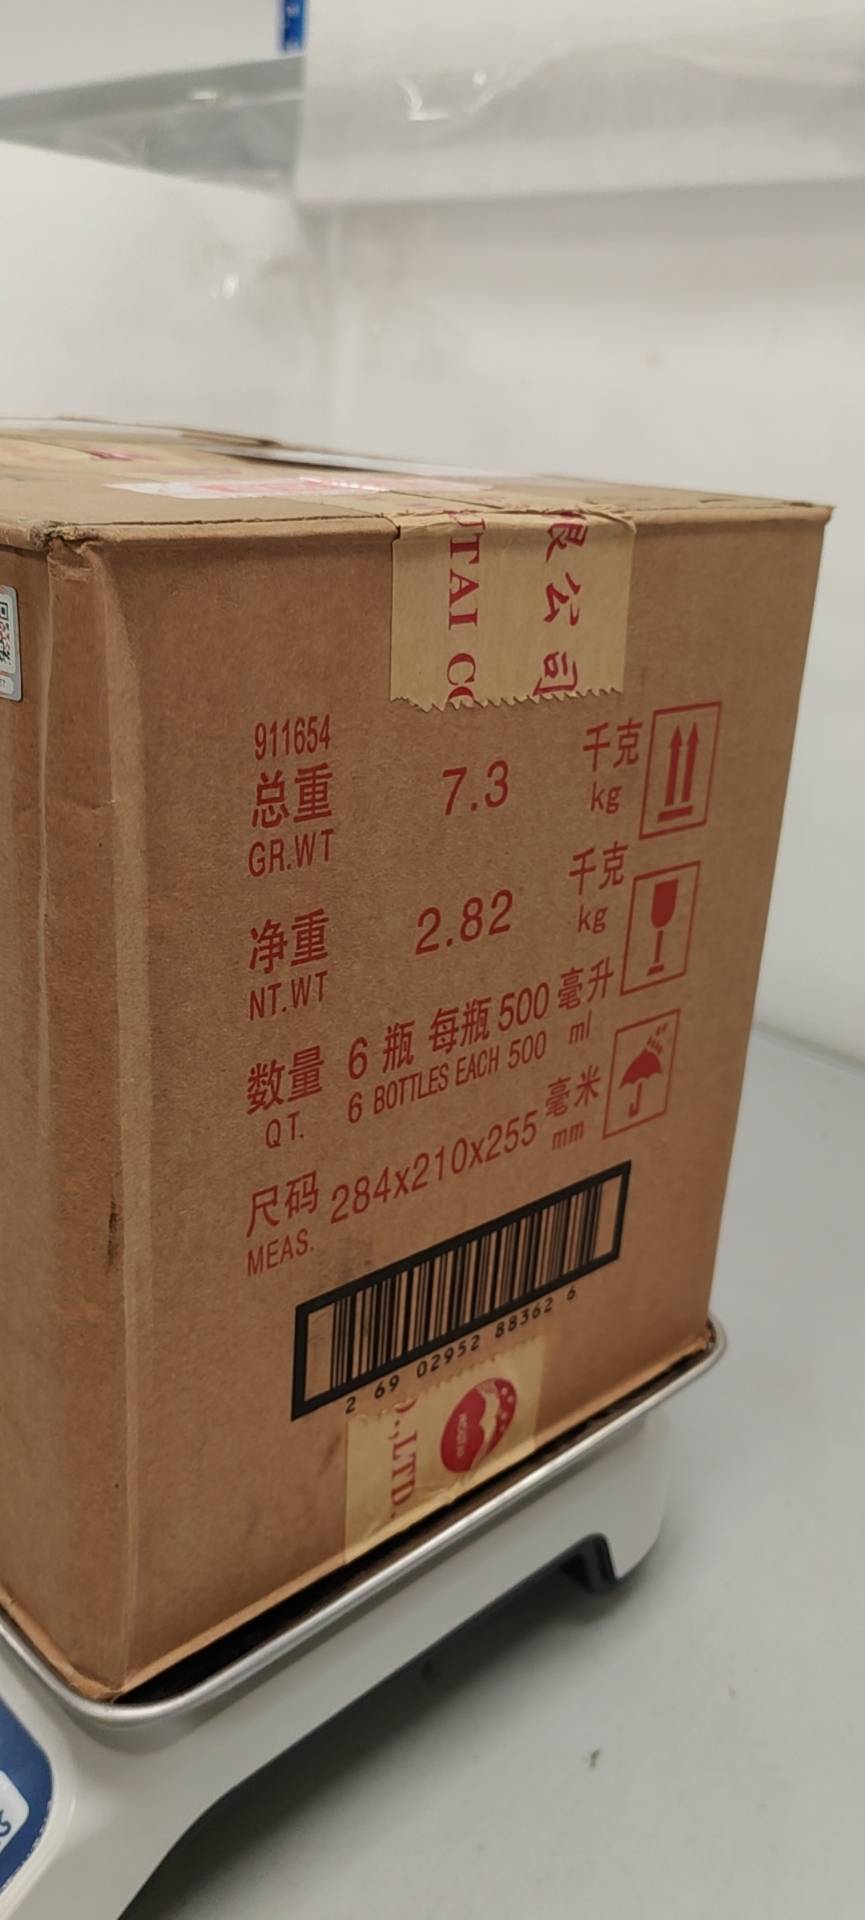 限公司
UTAI CO
911654
总重 7.3 千克
GR.WT kg
净重 2.82 千克
NT.WT kg
数量 6 瓶 每瓶 500 毫升
QT. 6 BOTTLES EACH 500 ml
尺码 284x210x255 毫米
MEAS. mm
2 69 02952 88362 6
O.,LTD.